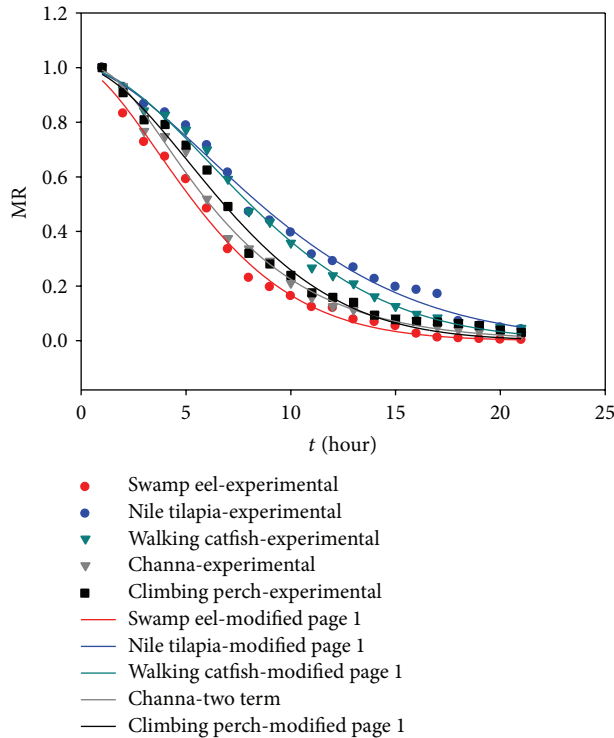 1.2
1.0
0.8
0.6
0.4
0.2
0.0
MR
0 5 10 15 20 25
t (hour)
Swamp eel-experimental
Nile tilapia-experimental
Walking catfish-experimental
Channa-experimental
Climbing perch-experimental
Swamp eel-modified page 1
Nile tilapia-modified page 1
Walking catfish-modified page 1
Channa-two term
Climbing perch-modified page 1